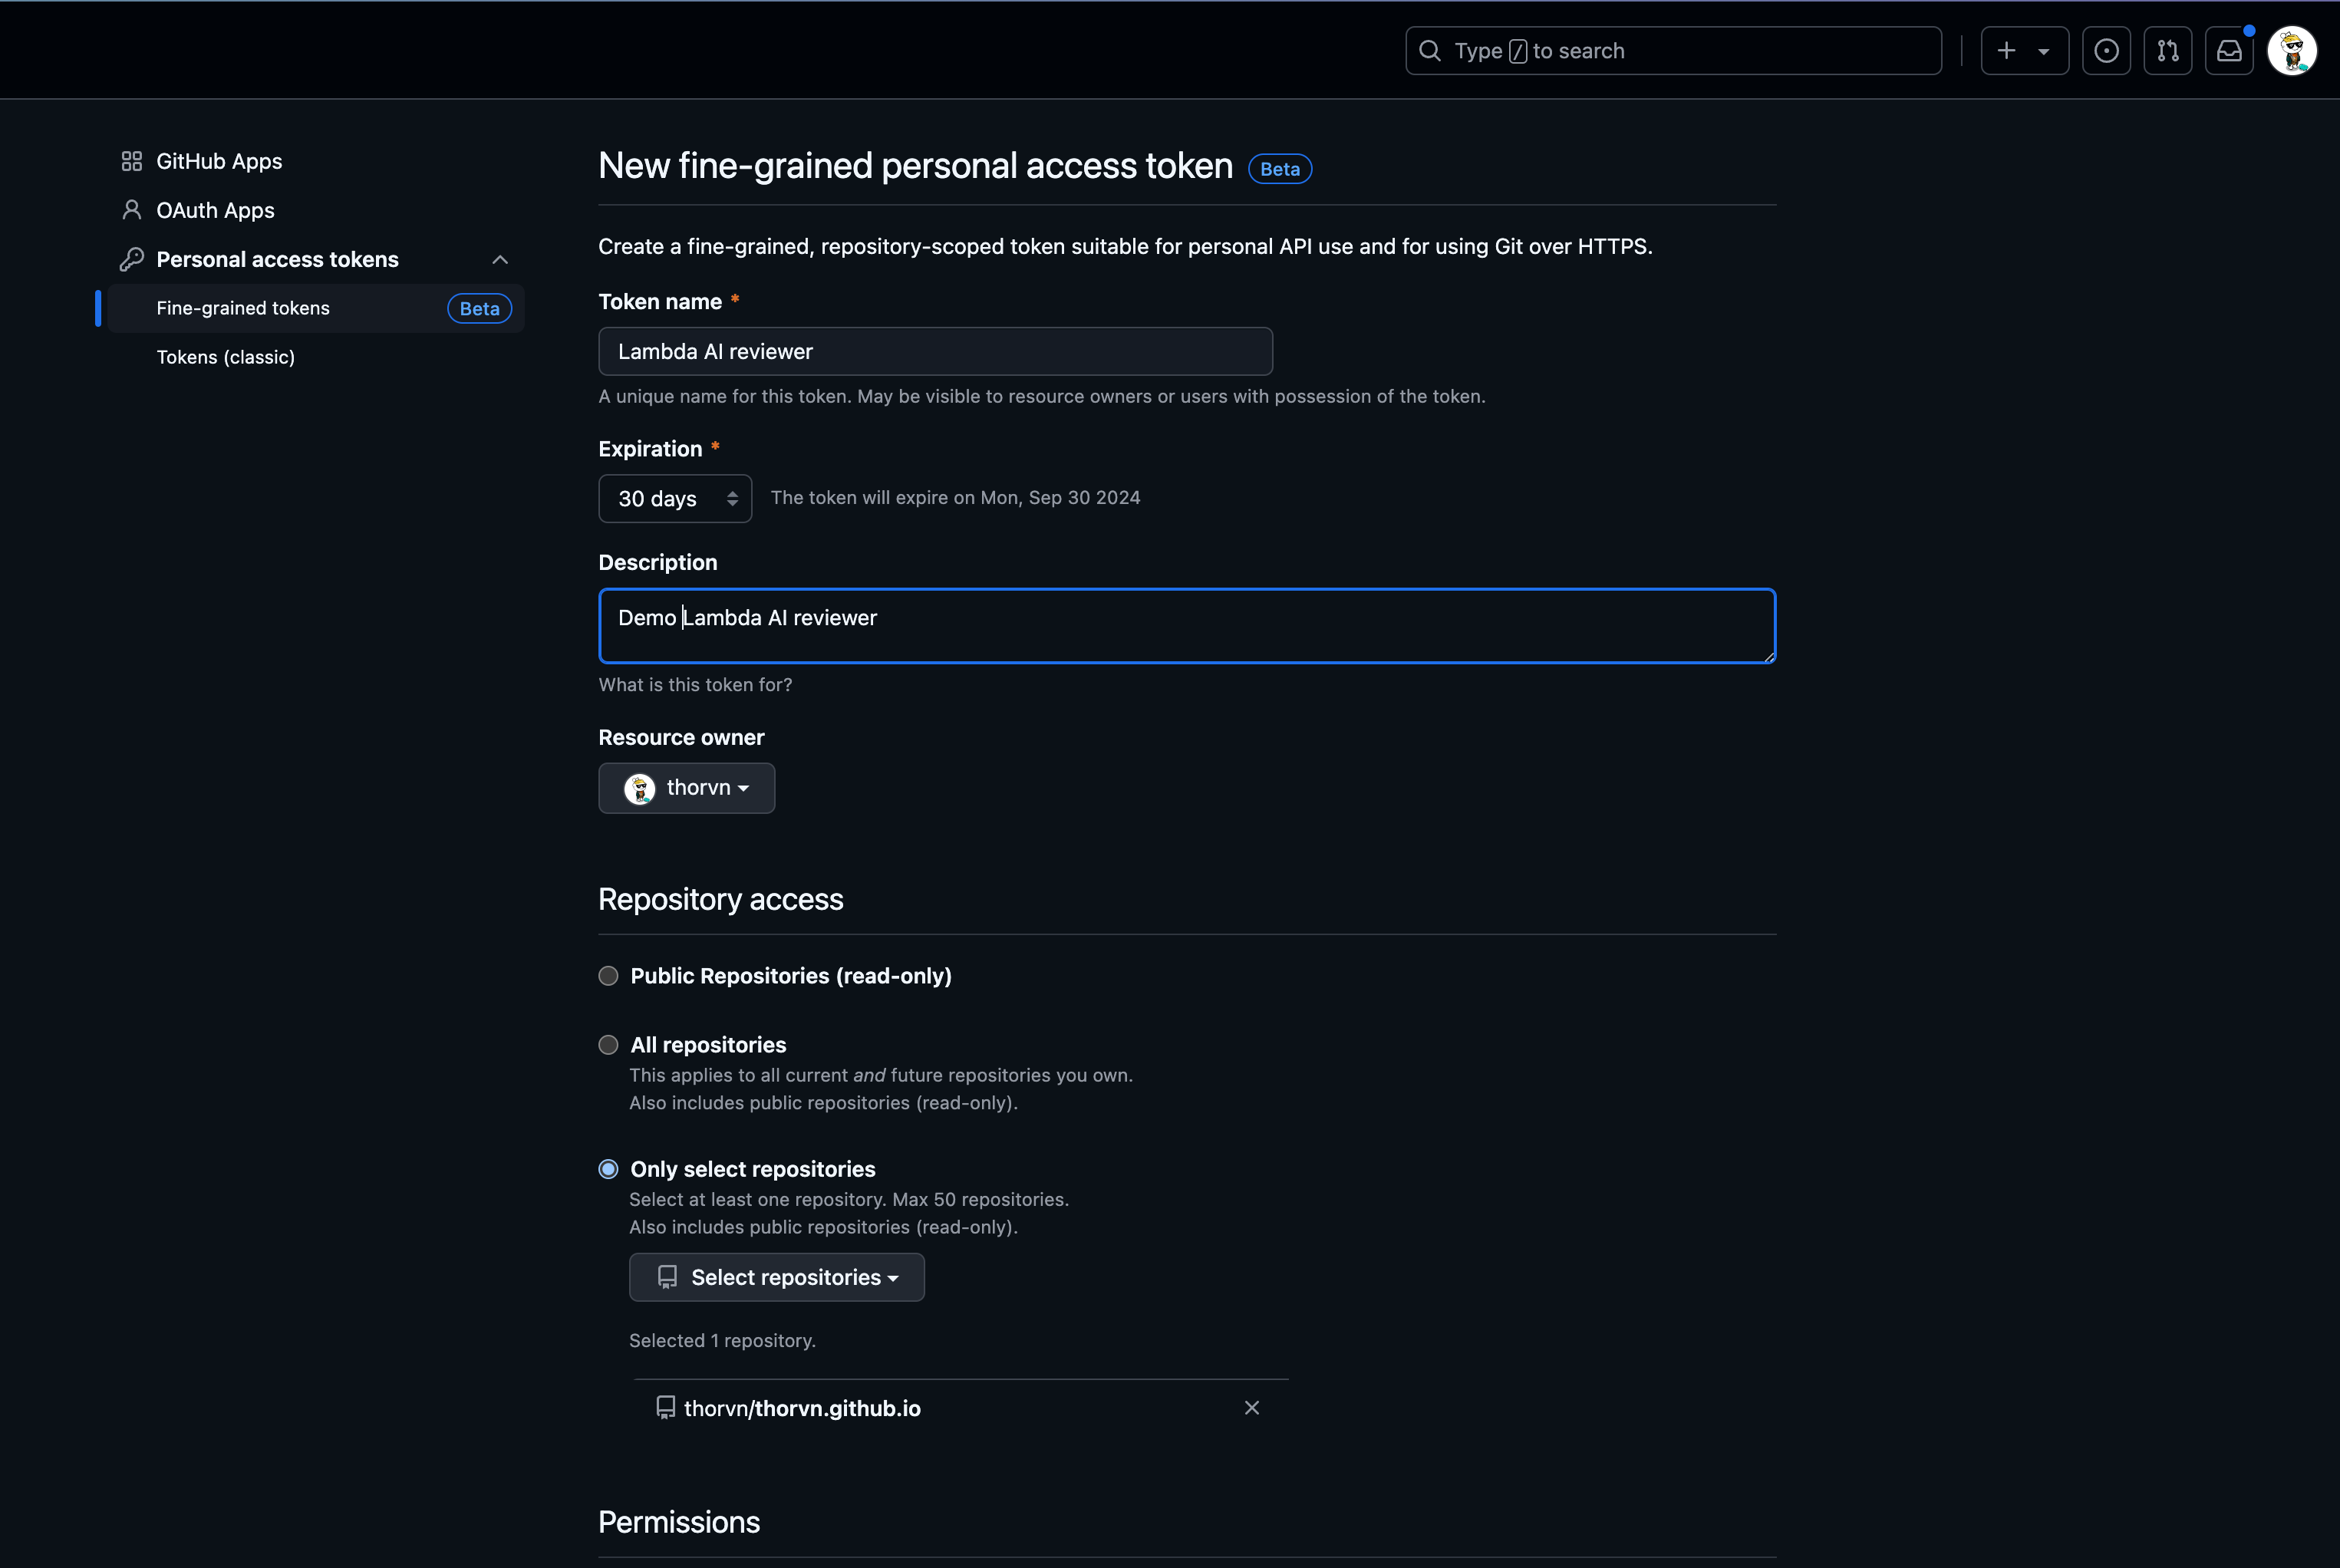 Type / to search
GitHub Apps
OAuth Apps
Personal access tokens
Fine-grained tokens Beta
Tokens (classic)
New fine-grained personal access token Beta
Create a fine-grained, repository-scoped token suitable for personal API use and for using Git over HTTPS.
Token name *
Lambda AI reviewer
A unique name for this token. May be visible to resource owners or users with possession of the token.
Expiration *
30 days The token will expire on Mon, Sep 30 2024
Description
Demo Lambda AI reviewer
What is this token for?
Resource owner
thorvn
Repository access
Public Repositories (read-only)
All repositories
This applies to all current and future repositories you own.
Also includes public repositories (read-only).
Only select repositories
Select at least one repository. Max 50 repositories.
Also includes public repositories (read-only).
Select repositories
Selected 1 repository.
thorvn/thorvn.github.io
Permissions